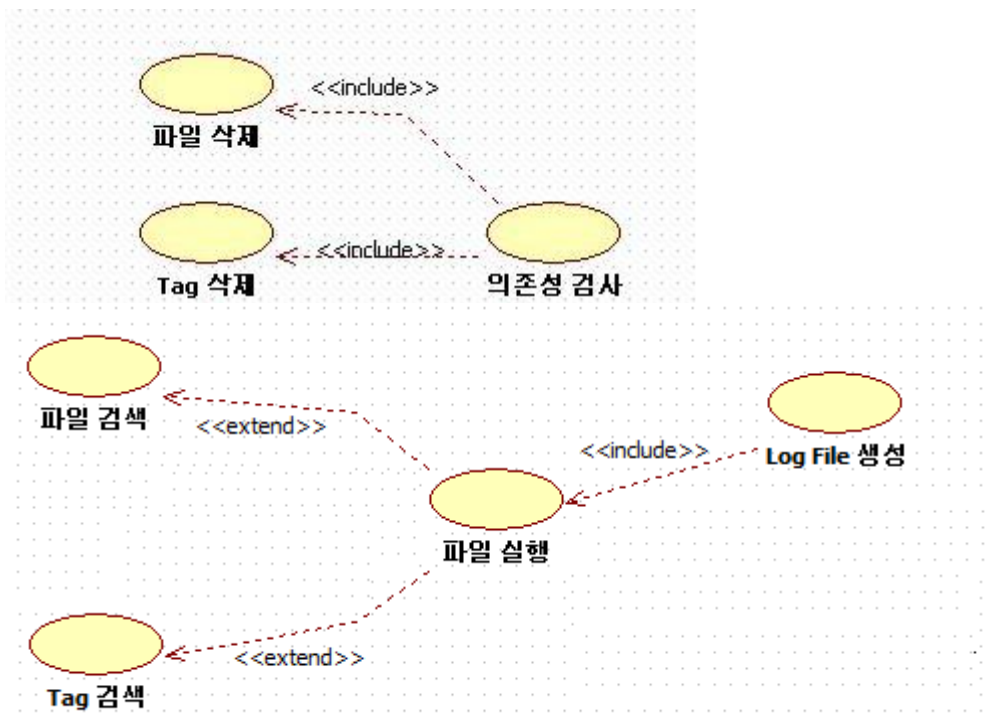 <<include>>
파일 삭제
<<include>>
Tag 삭제
의존성 검사
파일 검색
<<extend>>
<<include>>
Log File 생성
파일 실행
<<extend>>
Tag 검색